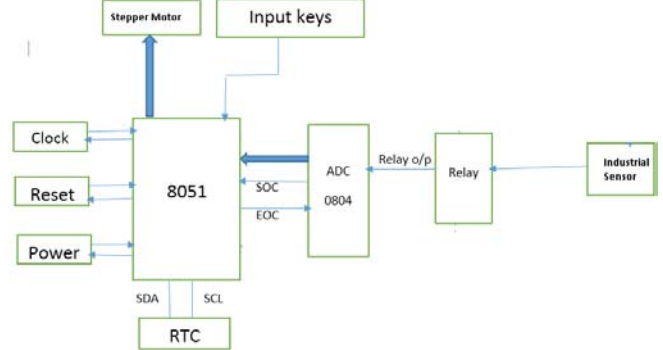 Stepper Motor
Input keys
Clock
Reset
Power
8051
SOC
EOC
ADC
0804
Relay o/p
Relay
Industrial
Sensor
SDA
SCL
RTC